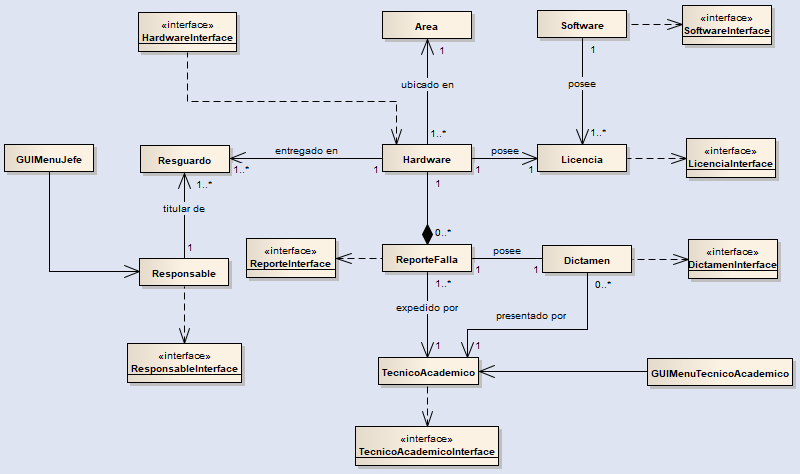 «interface»
HardwareInterface
Area
Software
«interface»
SoftwareInterface
1
1
ubicado en
posee
1..*
1..*
GUIMenuJefe
Resguardo
entregado en
Hardware
posee
Licencia
«interface»
LicenciaInterface
1..*
1
1
1
1..*
1
titular de
1
0..*
«interface»
ReporteInterface
ReporteFalla
posee
Dictamen
«interface»
DictamenInterface
Responsable
1
1
1..*
0..*
expedido por
presentado por
1
1
«interface»
ResponsableInterface
TecnicoAcademico
GUIMenuTecnicoAcademico
«interface»
TecnicoAcademicoInterface